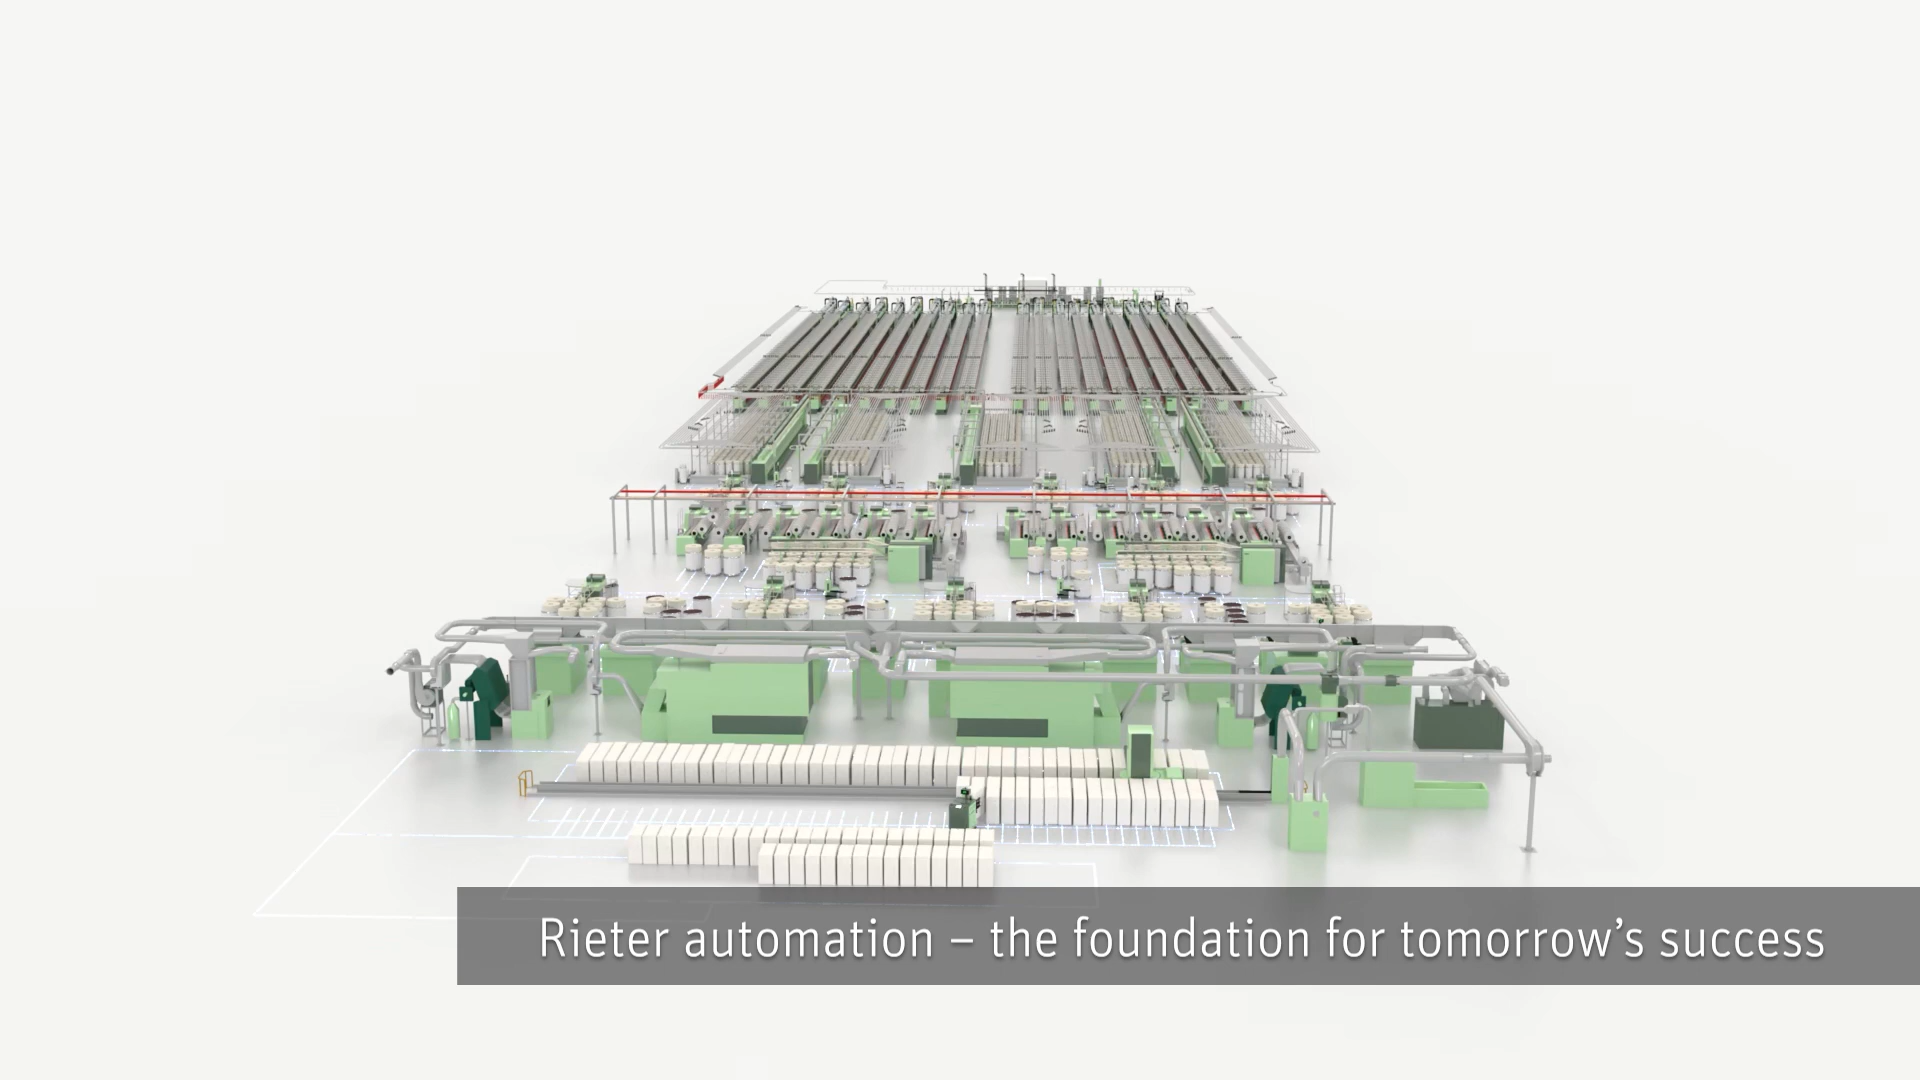 Rieter automation – the foundation for tomorrow’s success